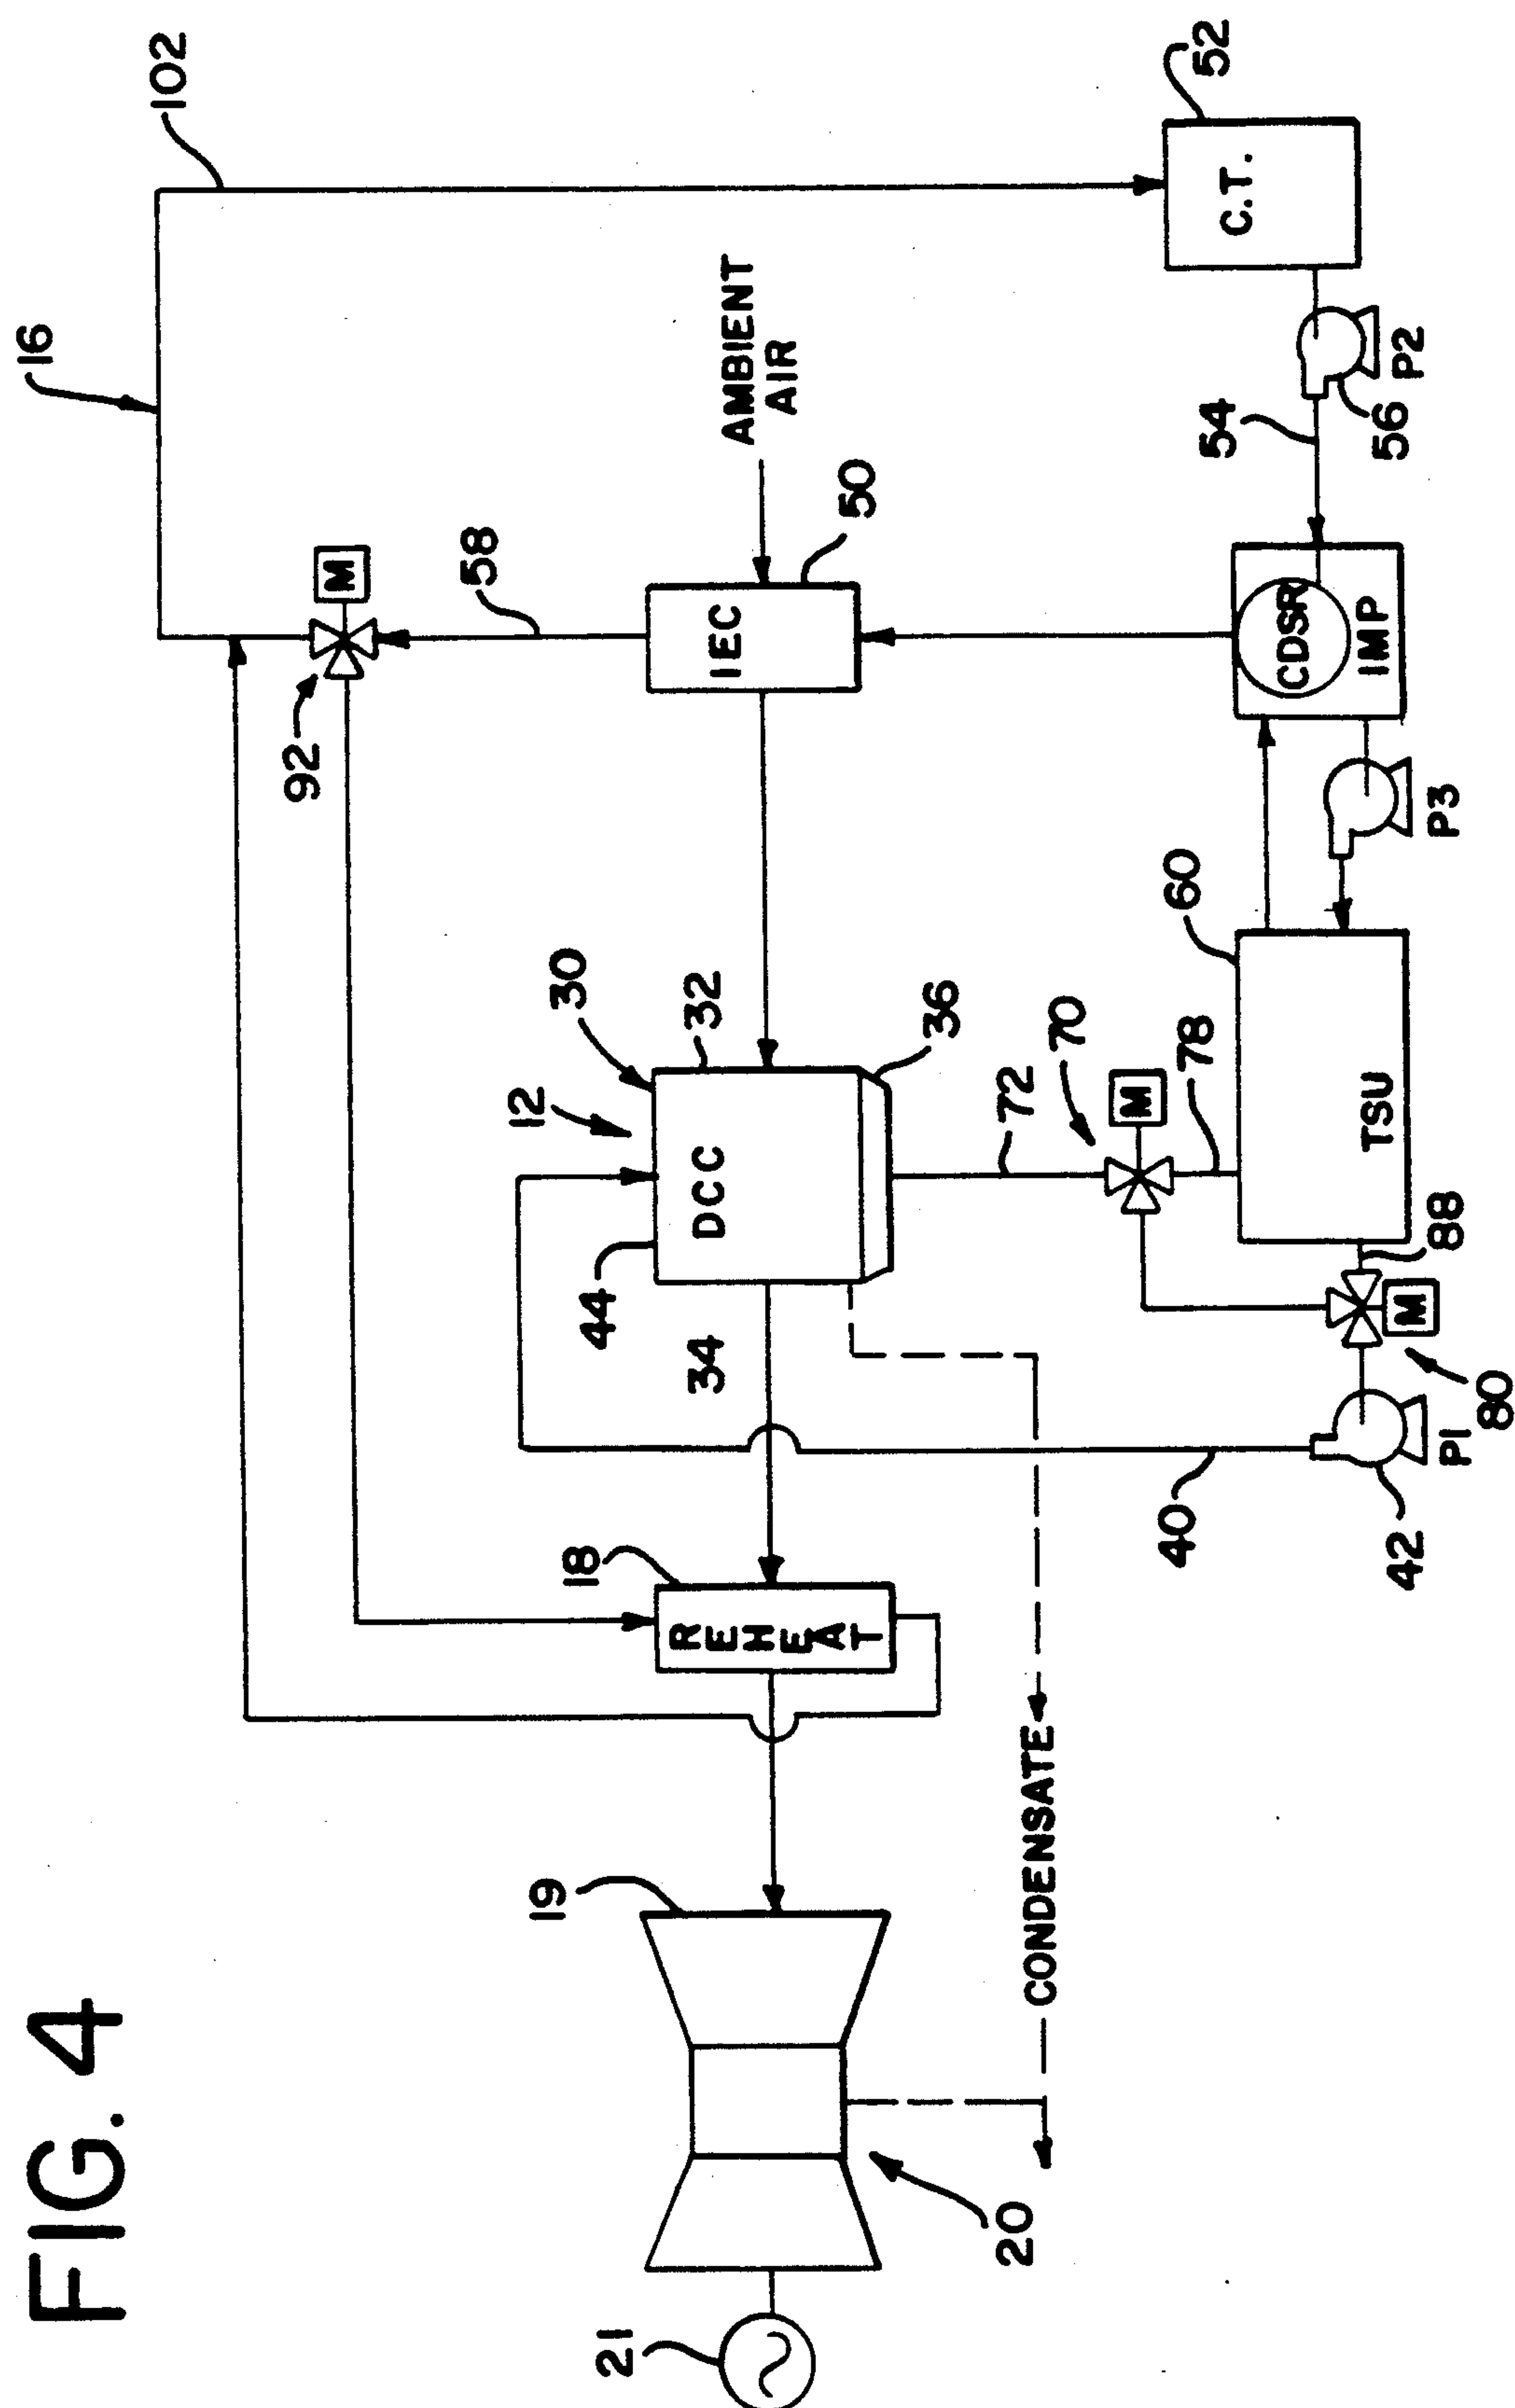 FIG. 4
16
102
92
M
58
AMBIENT
AIR
IEC
50
52
C.T.
54
P2
56
CDSR
IMP
P3
30
12
32
DCC
44
34
36
70
72
M
78
60
TSU
88
M
80
P1
42
40
18
REHEAT
19
CONDENSATE
20
21